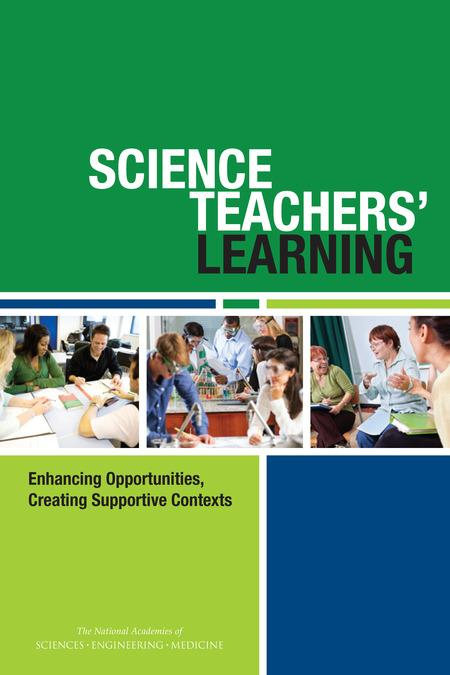 SCIENCE
TEACHERS’
LEARNING
Enhancing Opportunities,
Creating Supportive Contexts
The National Academies of
SCIENCES • ENGINEERING • MEDICINE